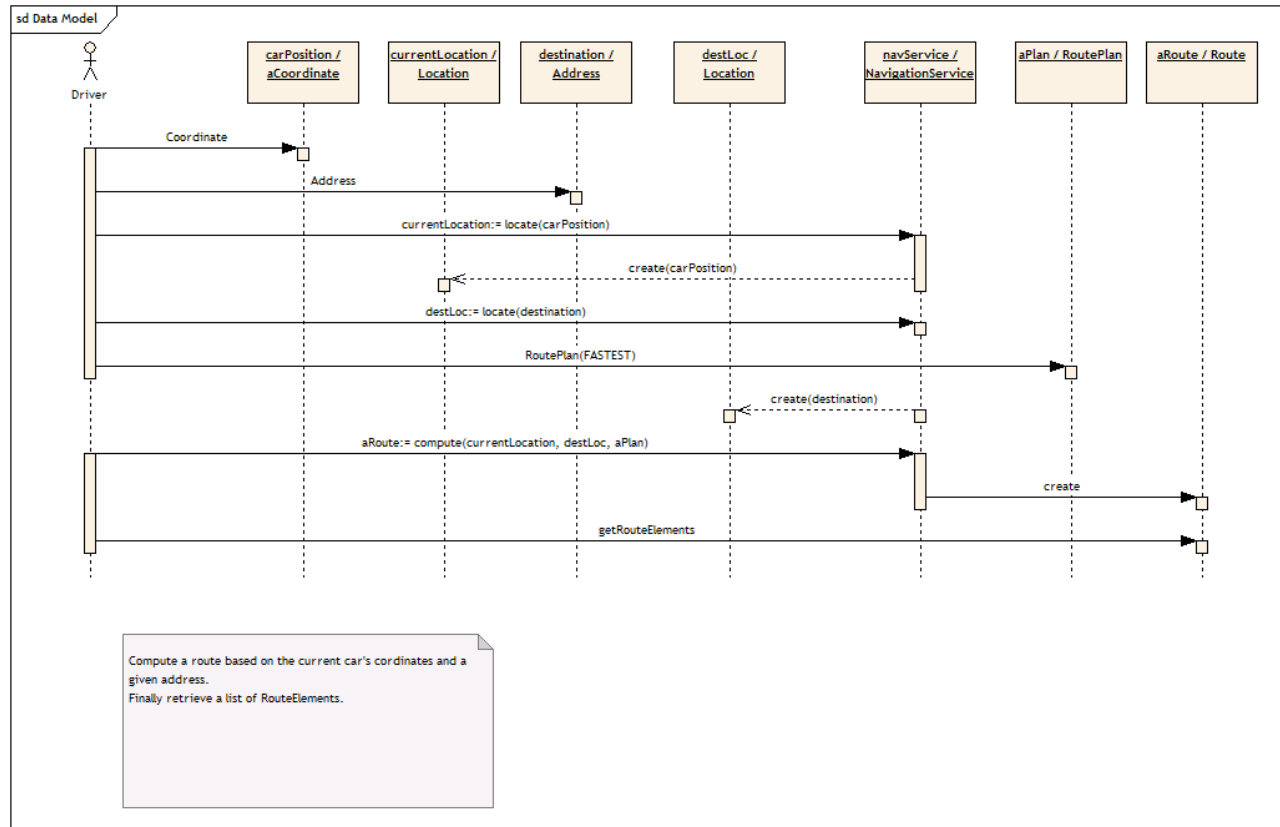 sd Data Model
Driver
carPosition /
aCoordinate
currentLocation /
Location
destination /
Address
destLoc /
Location
navService /
NavigationService
aPlan / RoutePlan
aRoute / Route
Coordinate
Address
currentLocation:= locate(carPosition)
create(carPosition)
destLoc:= locate(destination)
RoutePlan(FASTEST)
create(destination)
aRoute:= compute(currentLocation, destLoc, aPlan)
create
getRouteElements
Compute a route based on the current car's cordinates and a
given address.
Finally retrieve a list of RouteElements.